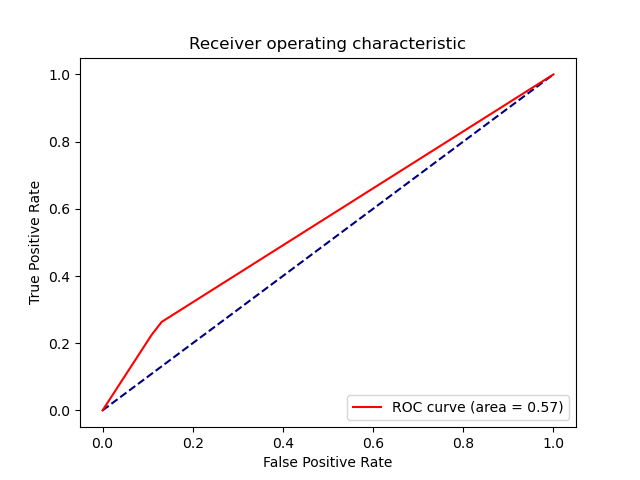 Receiver operating characteristic
1.0
0.8
0.6
0.4
0.2
0.0
True Positive Rate
ROC curve (area = 0.57)
0.0 0.2 0.4 0.6 0.8 1.0
False Positive Rate